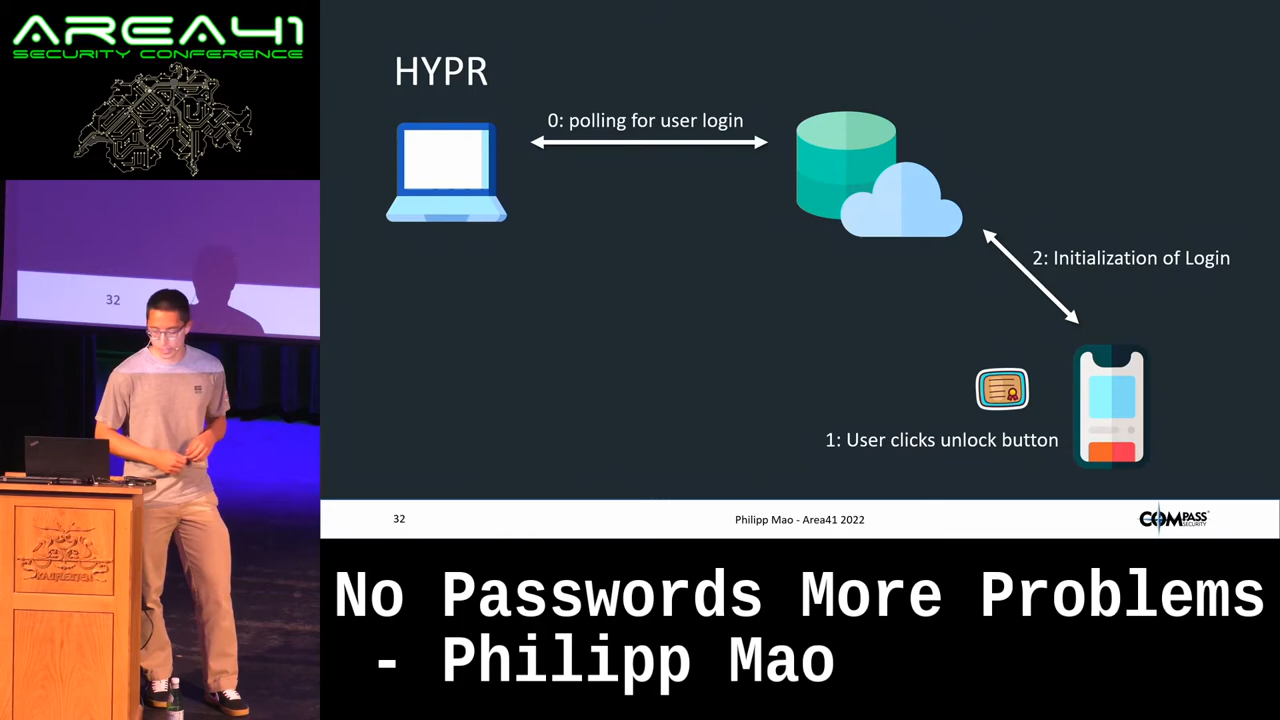 AREA41
SECURITY CONFERENCE
HYPR
0: polling for user login
2: Initialization of Login
1: User clicks unlock button
32
32
Philipp Mao - Area41 2022
COMPASS
SECURITY
No Passwords More Problems
- Philipp Mao